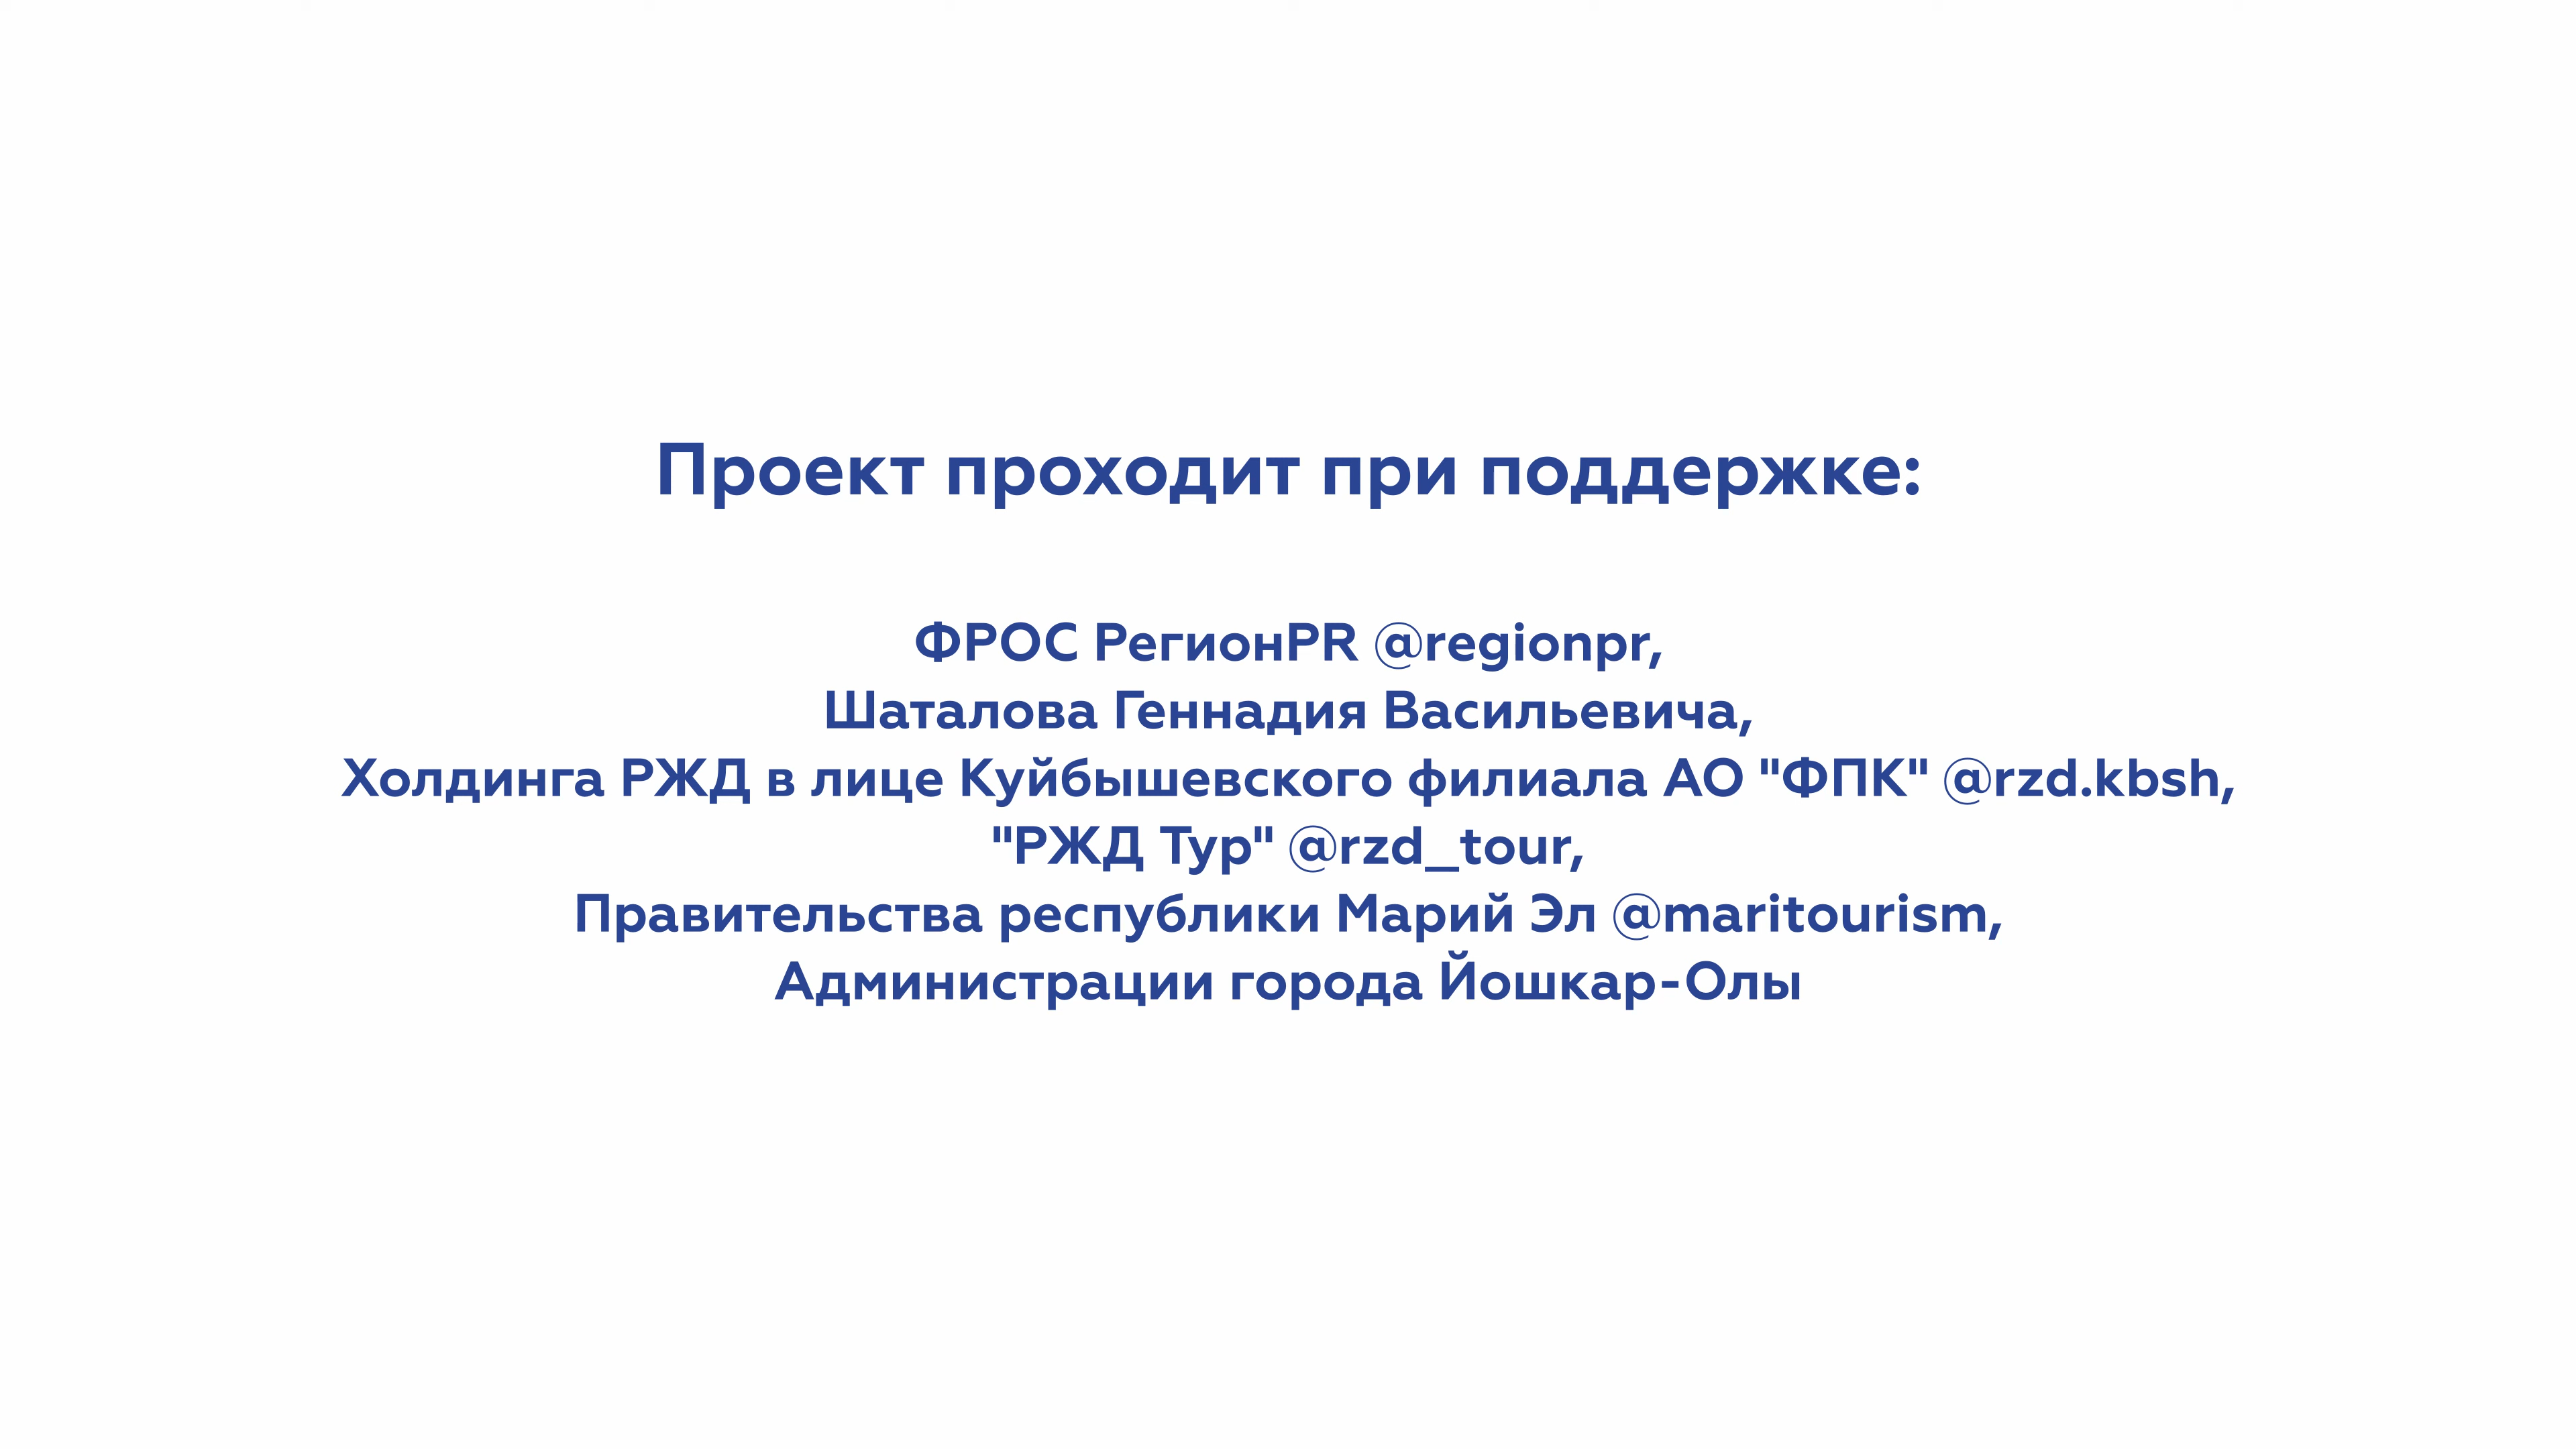 Проект проходит при поддержке:
ФРОС РегионPR @regionpr,
Шаталова Геннадия Васильевича,
Холдинга РЖД в лице Куйбышевского филиала АО "ФПК" @rzd.kbsh,
"РЖД Тур" @rzd_tour,
Правительства республики Марий Эл @maritourism,
Администрации города Йошкар-Олы